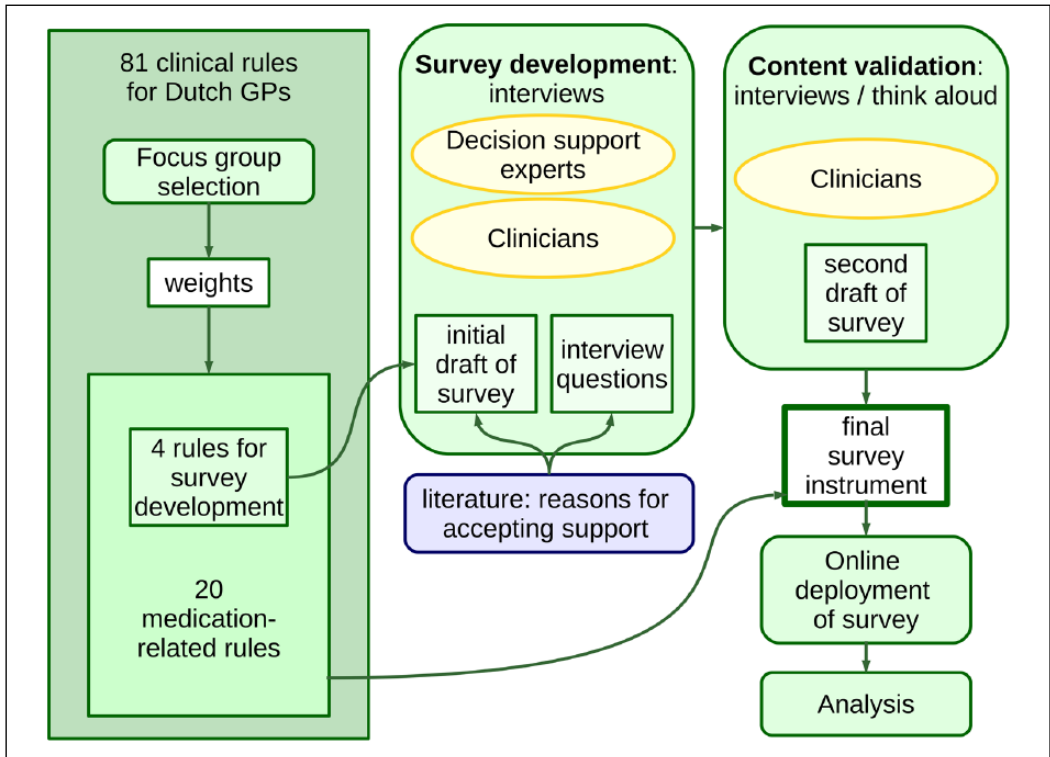 81 clinical rules
for Dutch GPs
Focus group
selection
weights
4 rules for
survey
development
20
medication-
related rules
Survey development:
interviews
Decision support
experts
Clinicians
initial
draft of
survey
interview
questions
literature: reasons for
accepting support
Content validation:
interviews / think aloud
Clinicians
second
draft of
survey
final
survey
instrument
Online
deployment
of survey
Analysis